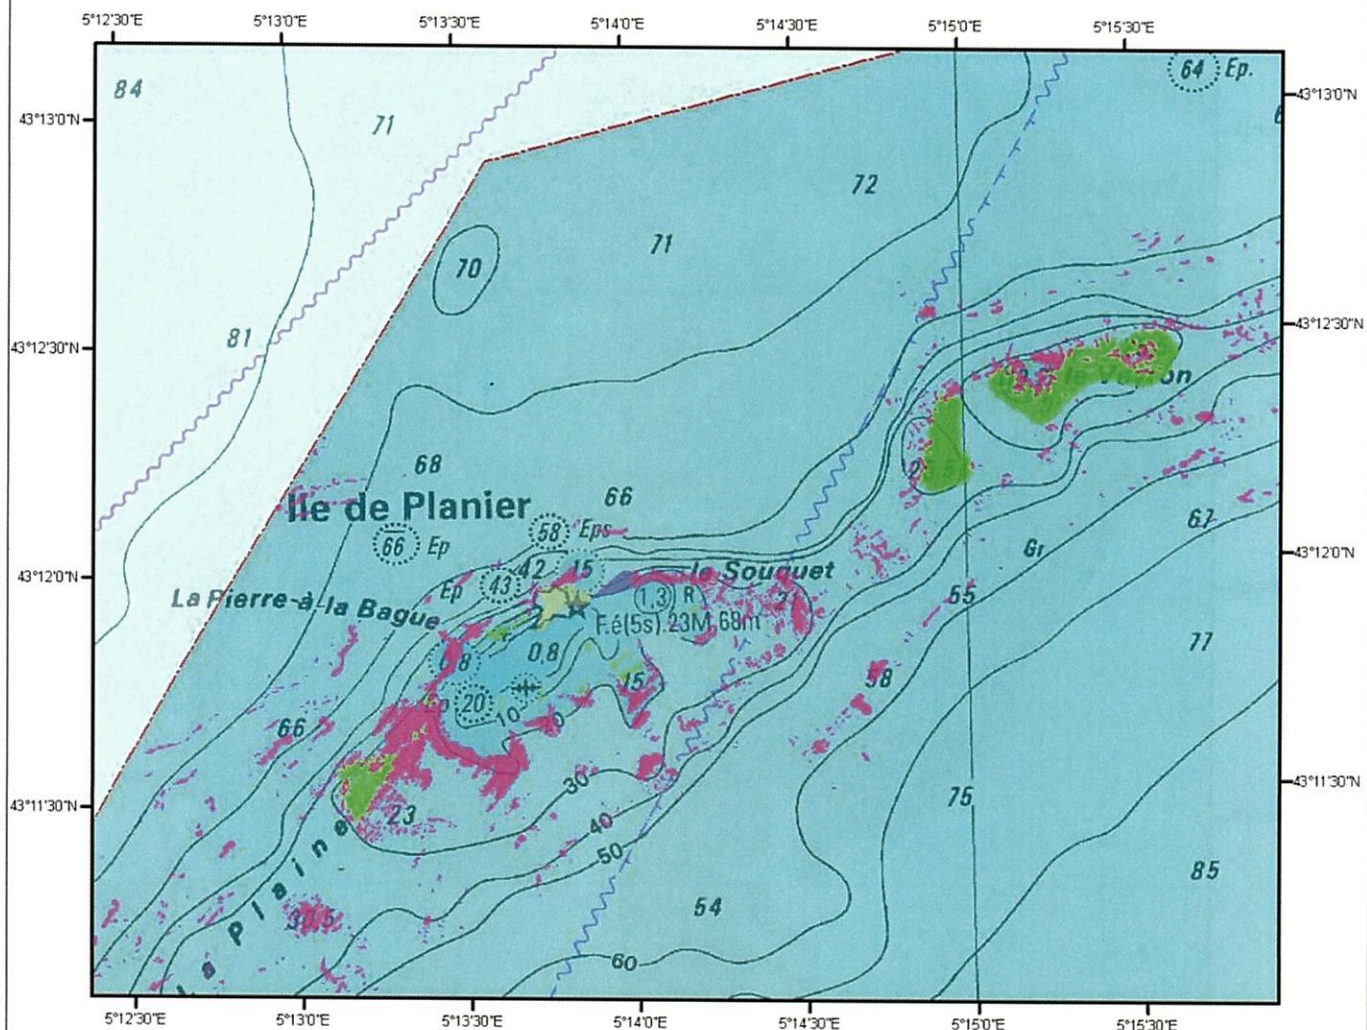 5°12'30"E 5°13'0"E 5°13'30"E 5°14'0"E 5°14'30"E 5°15'0"E 5°15'30"E
64 Ep.
84
43°13'0"N
43°13'0"N
71
72
71
70
43°12'30"N
81
43°12'30"N
68
Ile de Planier
66
58 Eps
66 Ep
67
Gr
43°12'0"N
42 15
le Souquet
43°12'0"N
Ep 43
La Pierre-à-la Bague
1,3 R
65
2
F.é(5s).23M 68m
77
0,8
0,8
58
15
20
10
66
43°11'30"N
30
75
43°11'30"N
23
40
50
85
54
30,5
La Plaine
60
5°12'30"E 5°13'0"E 5°13'30"E 5°14'0"E 5°14'30"E 5°15'0"E 5°15'30"E